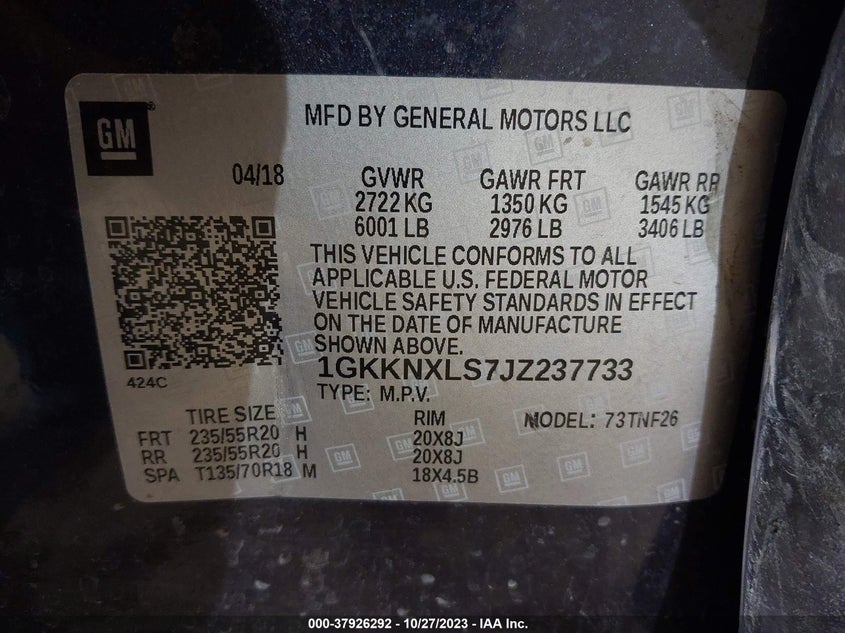 GM
MFD BY GENERAL MOTORS LLC
04/18 GVWR GAWR FRT GAWR RR
2722 KG 1350 KG 1545 KG
6001 LB 2976 LB 3406 LB
THIS VEHICLE CONFORMS TO ALL
APPLICABLE U.S. FEDERAL MOTOR
VEHICLE SAFETY STANDARDS IN EFFECT
ON THE DATE OF MANUFACTURE
SHOWN ABOVE.
424C
1GKKNXLS7JZ237733
TYPE: M.P.V.
TIRE SIZE RIM MODEL: 73TNF26
FRT 235/55R20 H 20X8J
RR 235/55R20 H 20X8J
SPA T135/70R18 M 18X4.5B
000-37926292 - 10/27/2023 - IAA Inc.